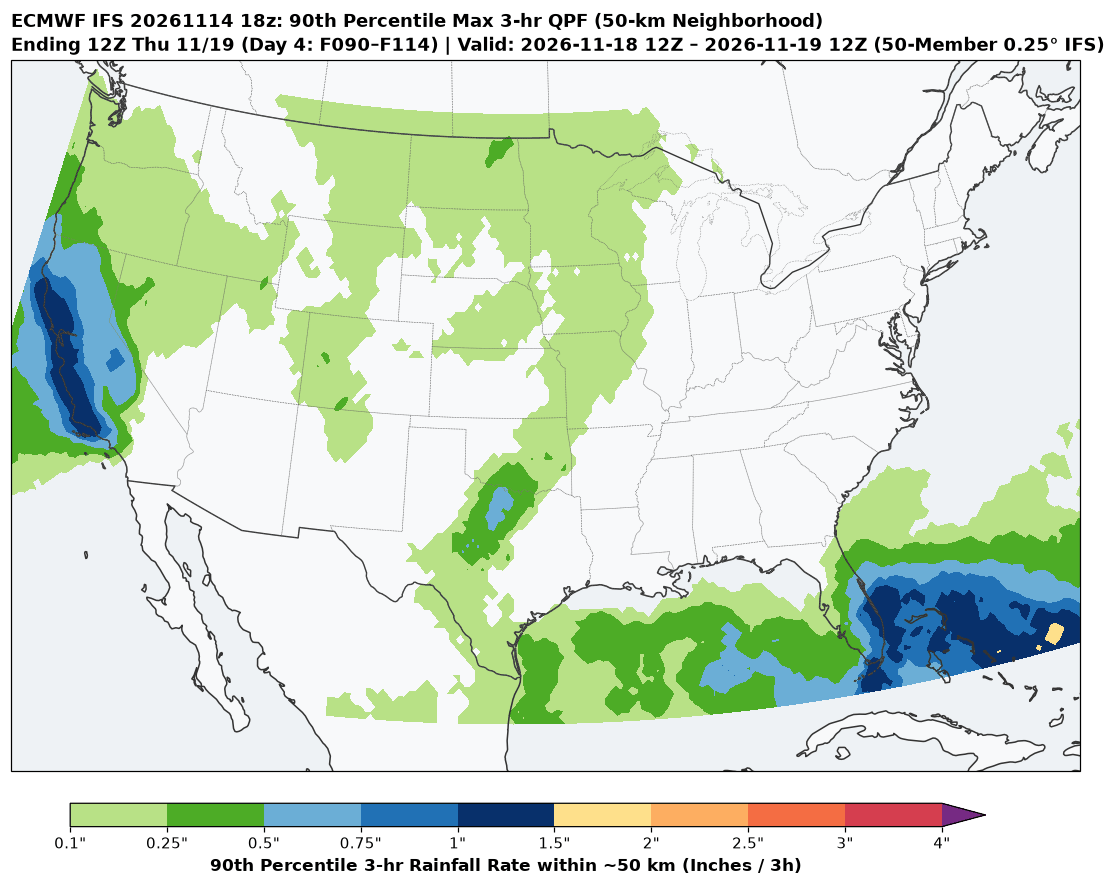 ECMWF IFS 20261114 18z: 90th Percentile Max 3-hr QPF (50-km Neighborhood)
Ending 12Z Thu 11/19 (Day 4: F090–F114) | Valid: 2026-11-18 12Z – 2026-11-19 12Z (50-Member 0.25° IFS)
0.1" 0.25" 0.5" 0.75" 1" 1.5" 2" 2.5" 3" 4"
90th Percentile 3-hr Rainfall Rate within ~50 km (Inches / 3h)